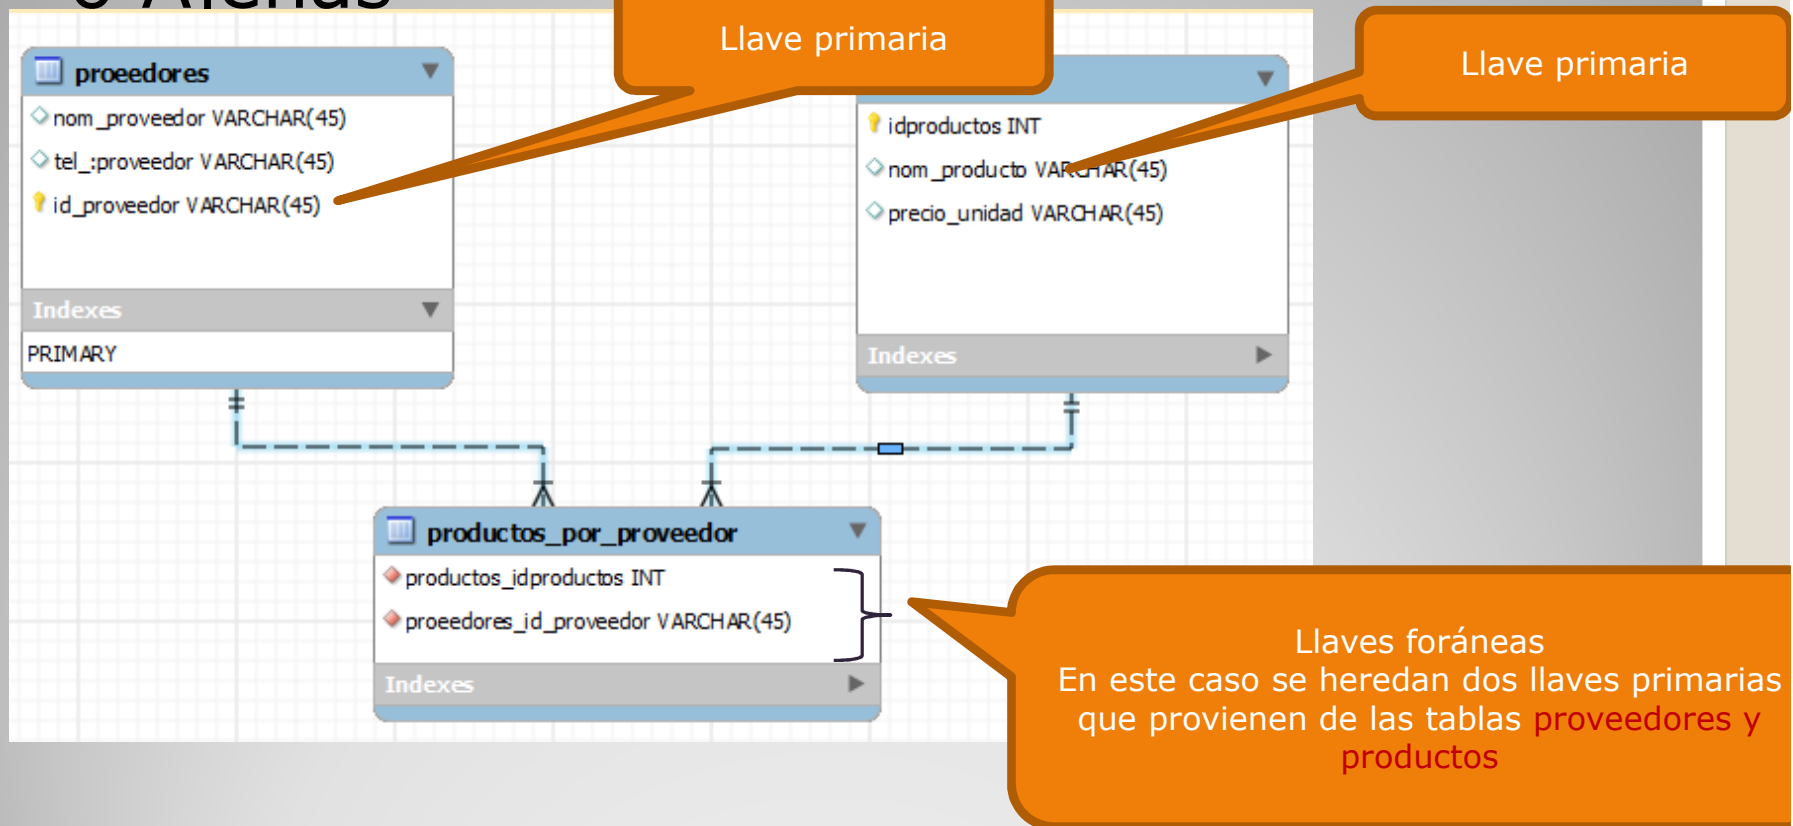 o Ajenas
Llave primaria
Llave primaria
proeedores
nom_proveedor VARCHAR(45)
tel_:proveedor VARCHAR(45)
id_proveedor VARCHAR(45)
Indexes
PRIMARY
idproductos INT
nom_producto VARCHAR(45)
precio_unidad VARCHAR(45)
Indexes
productos_por_proveedor
productos_idproductos INT
proeedores_id_proveedor VARCHAR(45)
Indexes
Llaves foráneas
En este caso se heredan dos llaves primarias
que provienen de las tablas proveedores y
productos